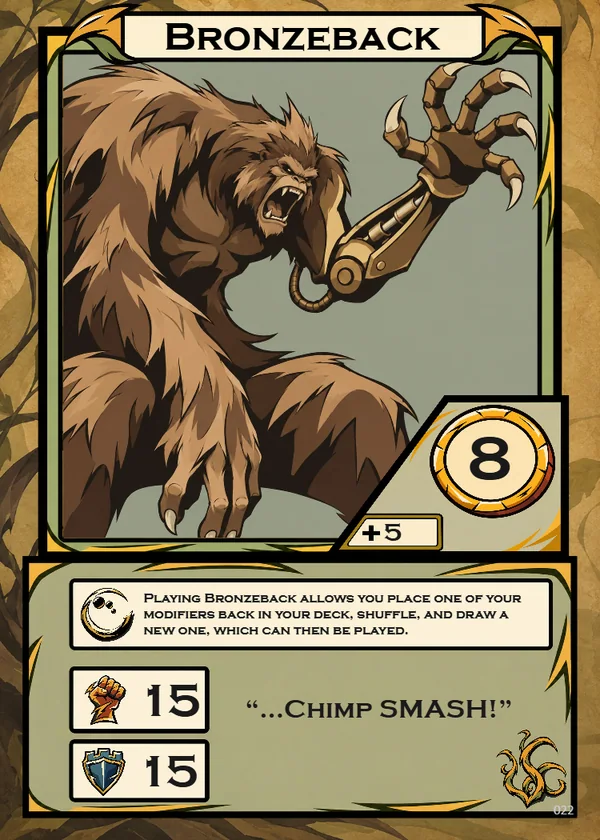 Bronzeback
8
+5
Playing Bronzeback allows you place one of your
modifiers back in your deck, shuffle, and draw a
new one, which can then be played.
15
"...Chimp SMASH!"
15
022